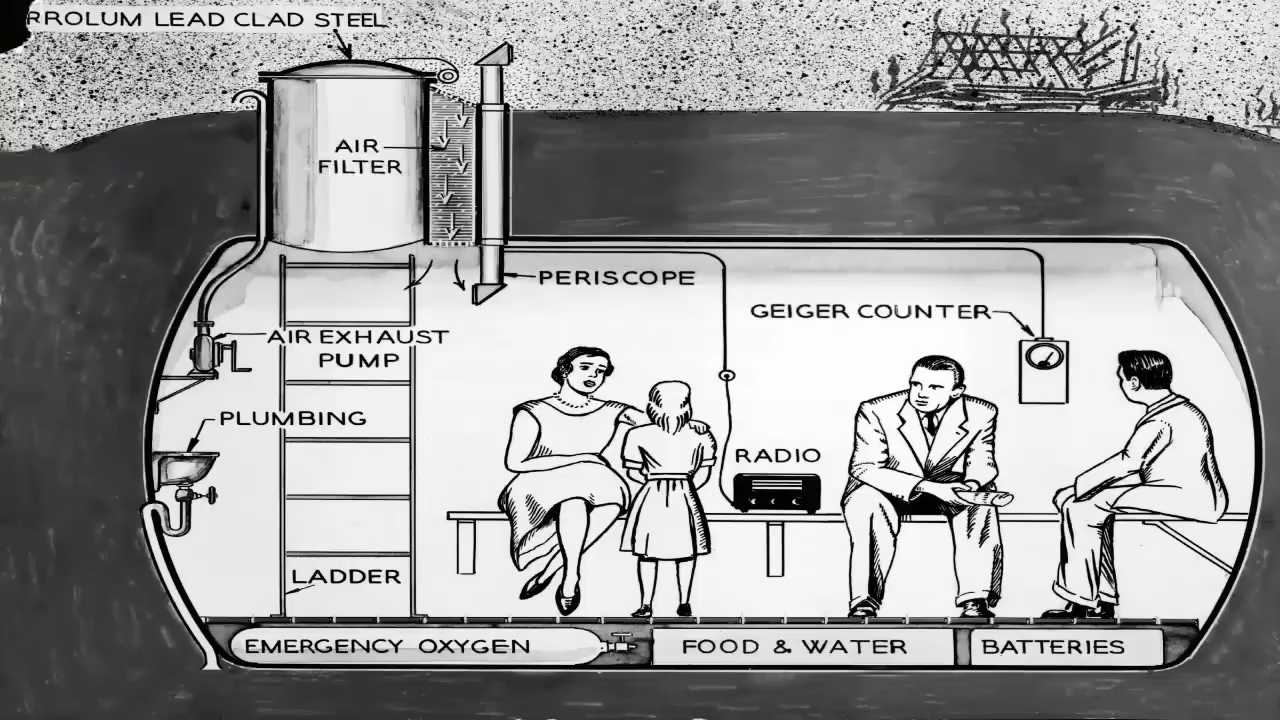 RROLUM LEAD CLAD STEEL
AIR
FILTER
PERISCOPE
GEIGER COUNTER
AIR EXHAUST
PUMP
PLUMBING
RADIO
LADDER
EMERGENCY OXYGEN
FOOD & WATER
BATTERIES